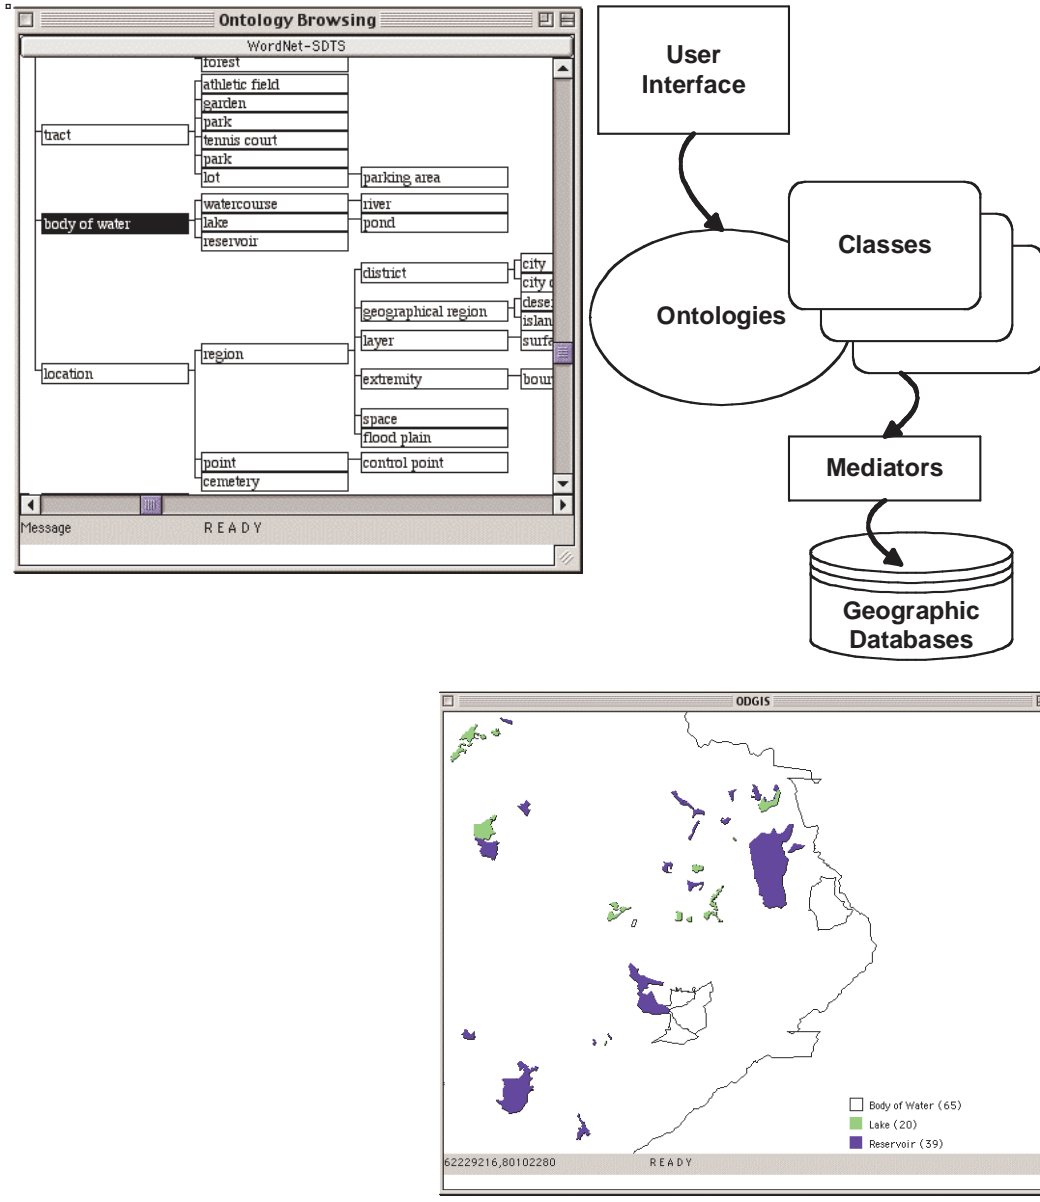 Ontology Browsing
WordNet-SDTS
forest
athletic field
garden
park
tennis court
park
lot
parking area
tract
watercourse
river
body of water
lake
pond
reservoir
district
city
city
geographical region
layer
region
location
extremity
space
flood plain
point
control point
cemetery
Message
READY
User
Interface
Classes
Ontologies
Mediators
Geographic
Databases
ODGIS
Body of Water (65)
Lake (20)
Reservoir (39)
62229216,80102280
READY